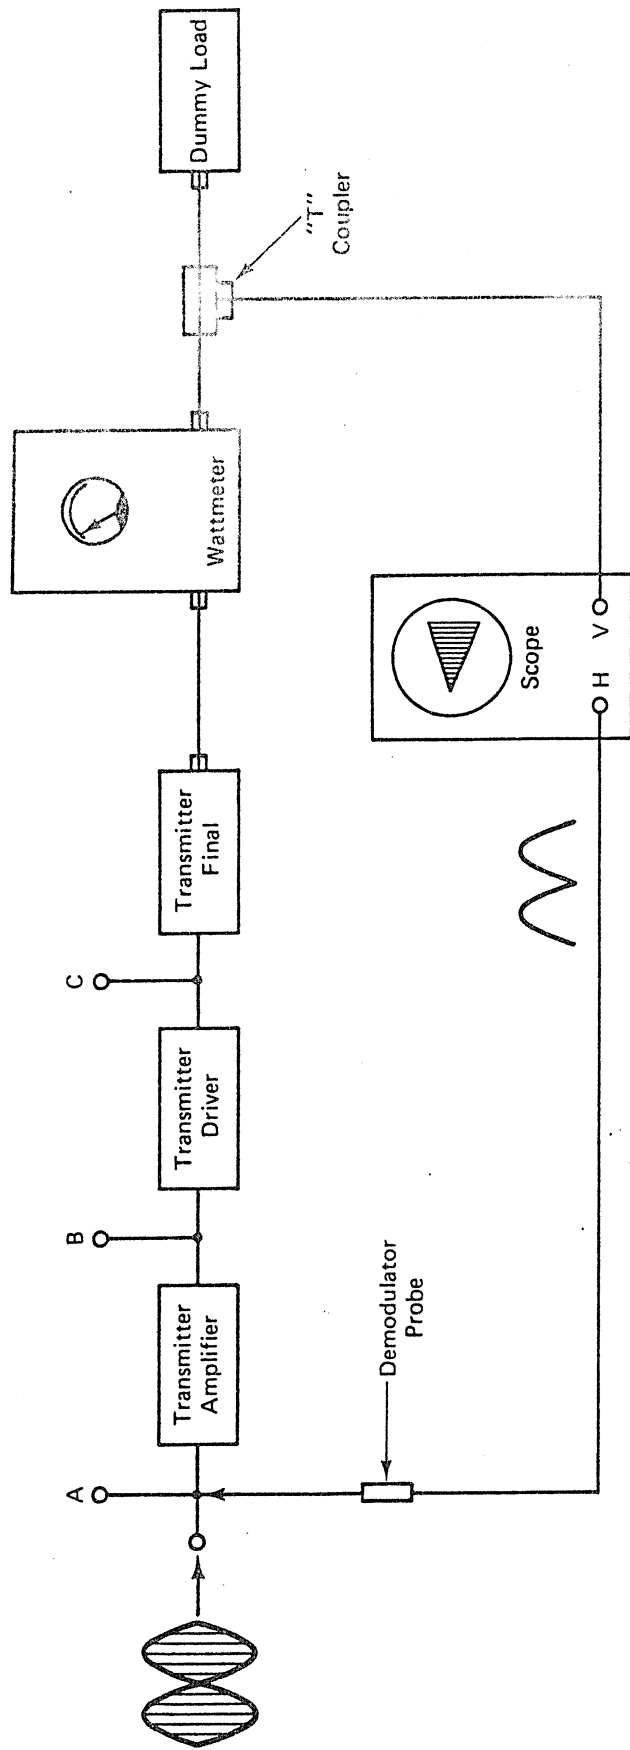 A
B
C
Transmitter
Amplifier
Transmitter
Driver
Transmitter
Final
Wattmeter
Dummy Load
"T"
Coupler
Demodulator
Probe
Scope
H
V